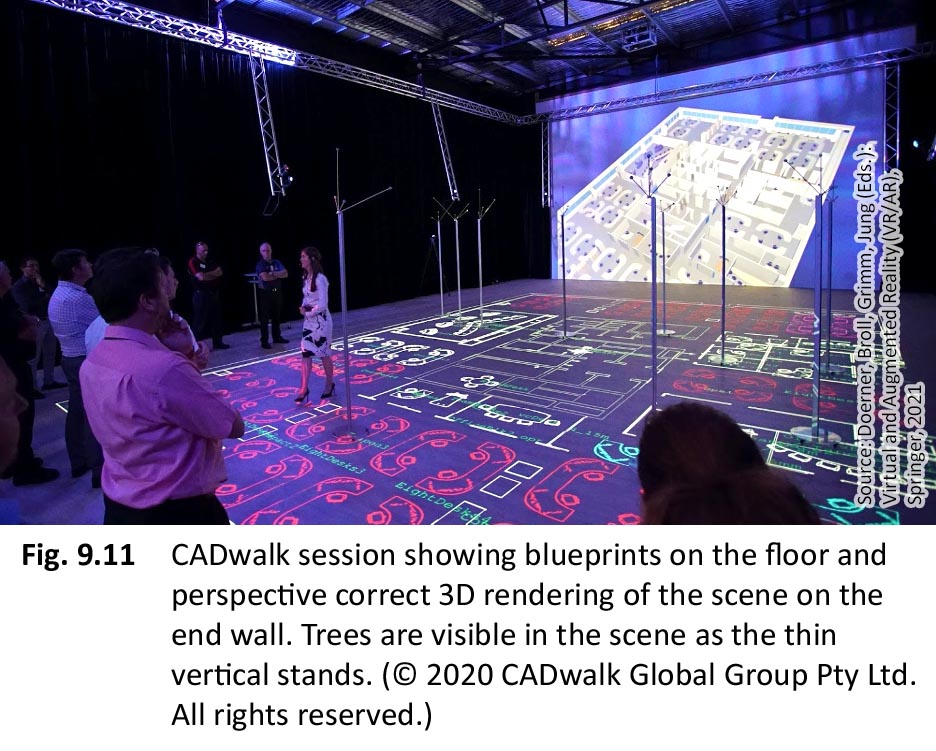 EightDesk
Source: Doerner, Broll, Grimm, Jung (Eds.):
Virtual and Augmented Reality (VR/AR),
Springer, 2021
Fig. 9.11 CADwalk session showing blueprints on the floor and
perspective correct 3D rendering of the scene on the
end wall. Trees are visible in the scene as the thin
vertical stands. (© 2020 CADwalk Global Group Pty Ltd.
All rights reserved.)